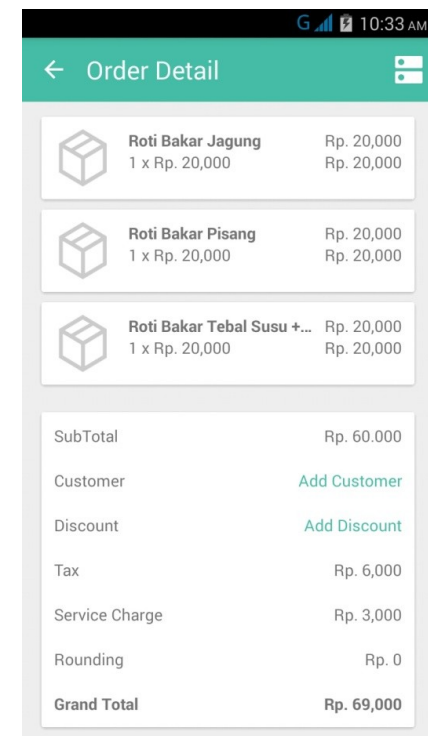 G 10:33 AM
Order Detail
Roti Bakar Jagung Rp. 20,000
1 x Rp. 20,000 Rp. 20,000
Roti Bakar Pisang Rp. 20,000
1 x Rp. 20,000 Rp. 20,000
Roti Bakar Tebal Susu +... Rp. 20,000
1 x Rp. 20,000 Rp. 20,000
SubTotal Rp. 60.000
Customer Add Customer
Discount Add Discount
Tax Rp. 6,000
Service Charge Rp. 3,000
Rounding Rp. 0
Grand Total Rp. 69,000